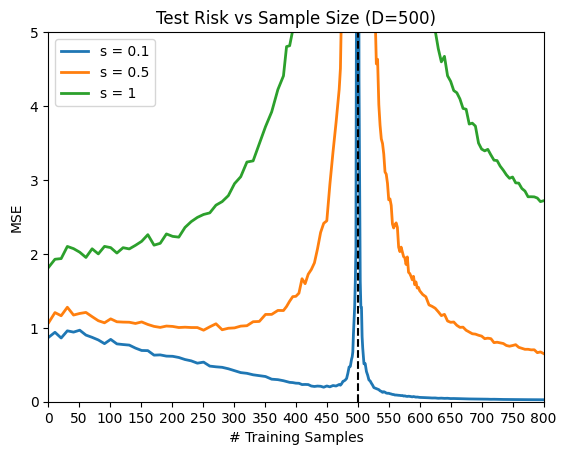 Test Risk vs Sample Size (D=500)
s = 0.1
s = 0.5
s = 1
MSE
5
4
3
2
1
0
0 50 100 150 200 250 300 350 400 450 500 550 600 650 700 750 800
# Training Samples